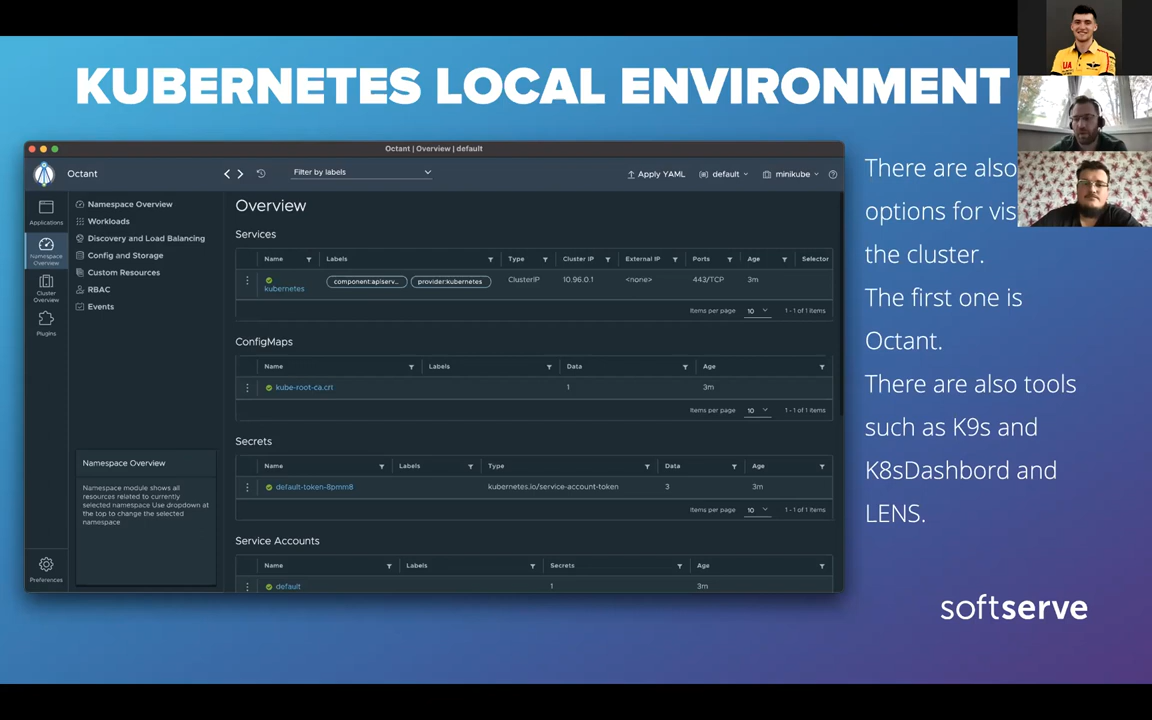 KUBERNETES LOCAL ENVIRONMENT
Octant | Overview | default
Octant
Filter by labels
Apply YAML
default
minikube
Applications
Namespace Overview
Cluster Overview
Plugins
Preferences
Namespace Overview
Workloads
Discovery and Load Balancing
Config and Storage
Custom Resources
RBAC
Events
Namespace Overview
Namespace module shows all
resources related to currently
selected namespace Use dropdown at
the top to change the selected
namespace
Overview
Services
Name Labels Type Cluster IP External IP Ports Age Selector
kubernetes component:apiserv... provider:kubernetes ClusterIP 10.96.0.1 <none> 443/TCP 3m
Items per page 10 1 - 1 of 1 items
ConfigMaps
Name Labels Data Age
kube-root-ca.crt 1 3m
Items per page 10 1 - 1 of 1 items
Secrets
Name Labels Type Data Age
default-token-8pmm8 kubernetes.io/service-account-token 3 3m
Items per page 10 1 - 1 of 1 items
Service Accounts
Name Labels Secrets Age
default 1 3m
There are also
options for vis
the cluster.
The first one is
Octant.
There are also tools
such as K9s and
K8sDashbord and
LENS.
softserve
UA